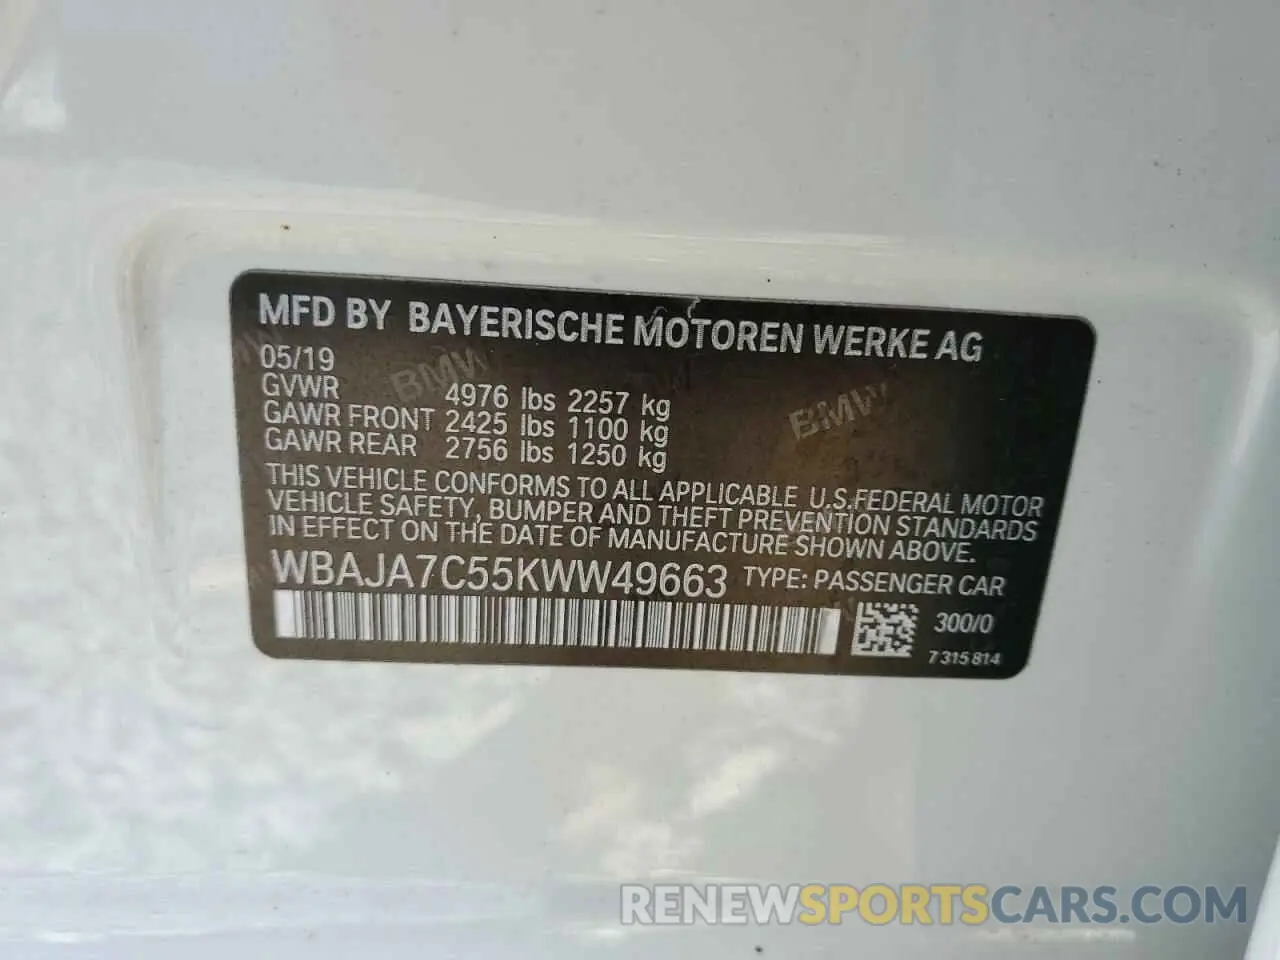 MFD BY BAYERISCHE MOTOREN WERKE AG
05/19
GVWR 4976 lbs 2257 kg
GAWR FRONT 2425 lbs 1100 kg
GAWR REAR 2756 lbs 1250 kg
BMW BMW
THIS VEHICLE CONFORMS TO ALL APPLICABLE U.S.FEDERAL MOTOR
VEHICLE SAFETY, BUMPER AND THEFT PREVENTION STANDARDS
IN EFFECT ON THE DATE OF MANUFACTURE SHOWN ABOVE.
WBAJA7C55KWW49663 TYPE: PASSENGER CAR
300/0
7 315 814
RENEWSPORTSCARS.COM